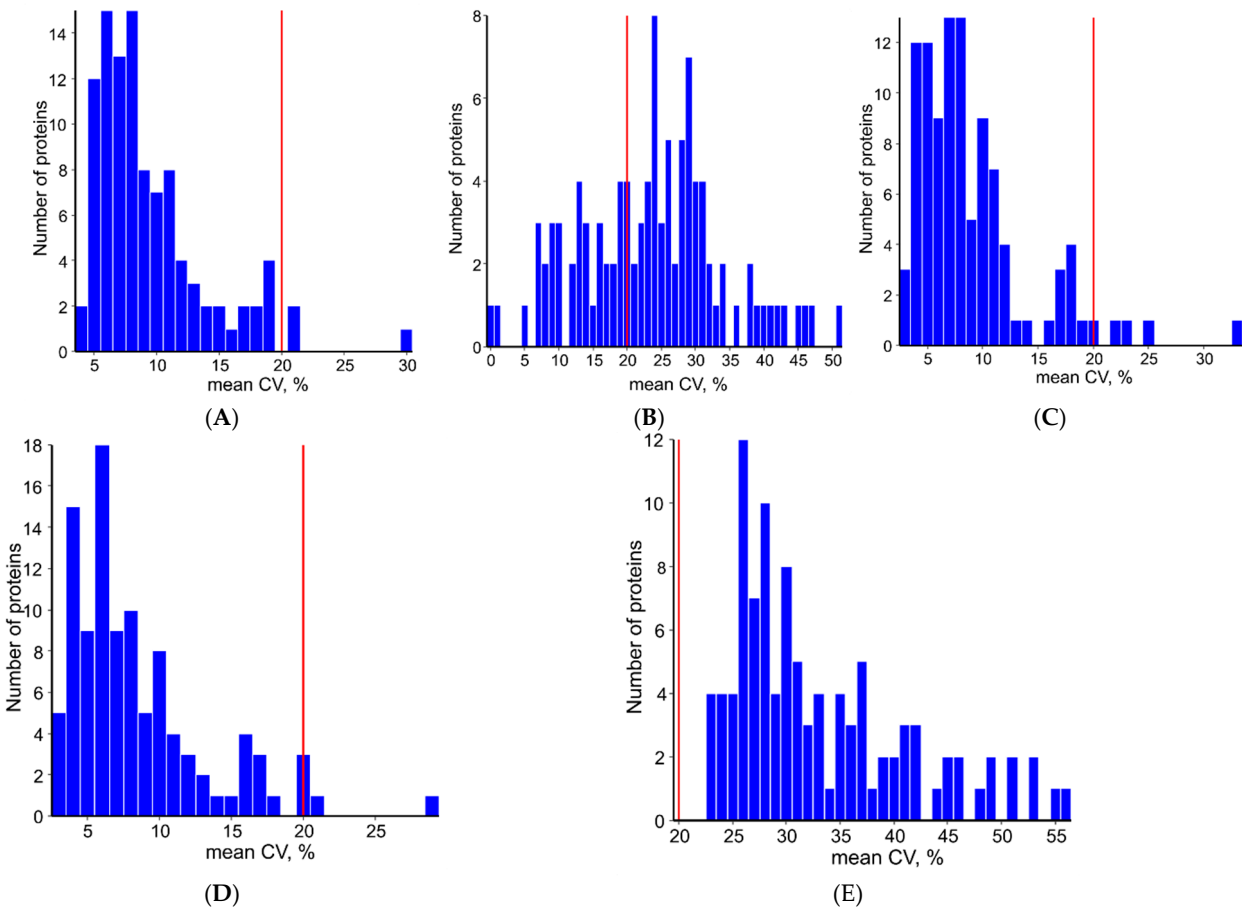 Number of proteins
14
12
10
8
6
4
2
0
5 10 15 20 25 30
mean CV, %
(A)
Number of proteins
8
6
4
2
0
0 5 10 15 20 25 30 35 40 45 50
mean CV, %
(B)
Number of proteins
12
10
8
6
4
2
0
5 10 15 20 25 30
mean CV, %
(C)
Number of proteins
18
16
14
12
10
8
6
4
2
0
5 10 15 20 25
mean CV, %
(D)
Number of proteins
12
10
8
6
4
2
0
20 25 30 35 40 45 50 55
mean CV, %
(E)